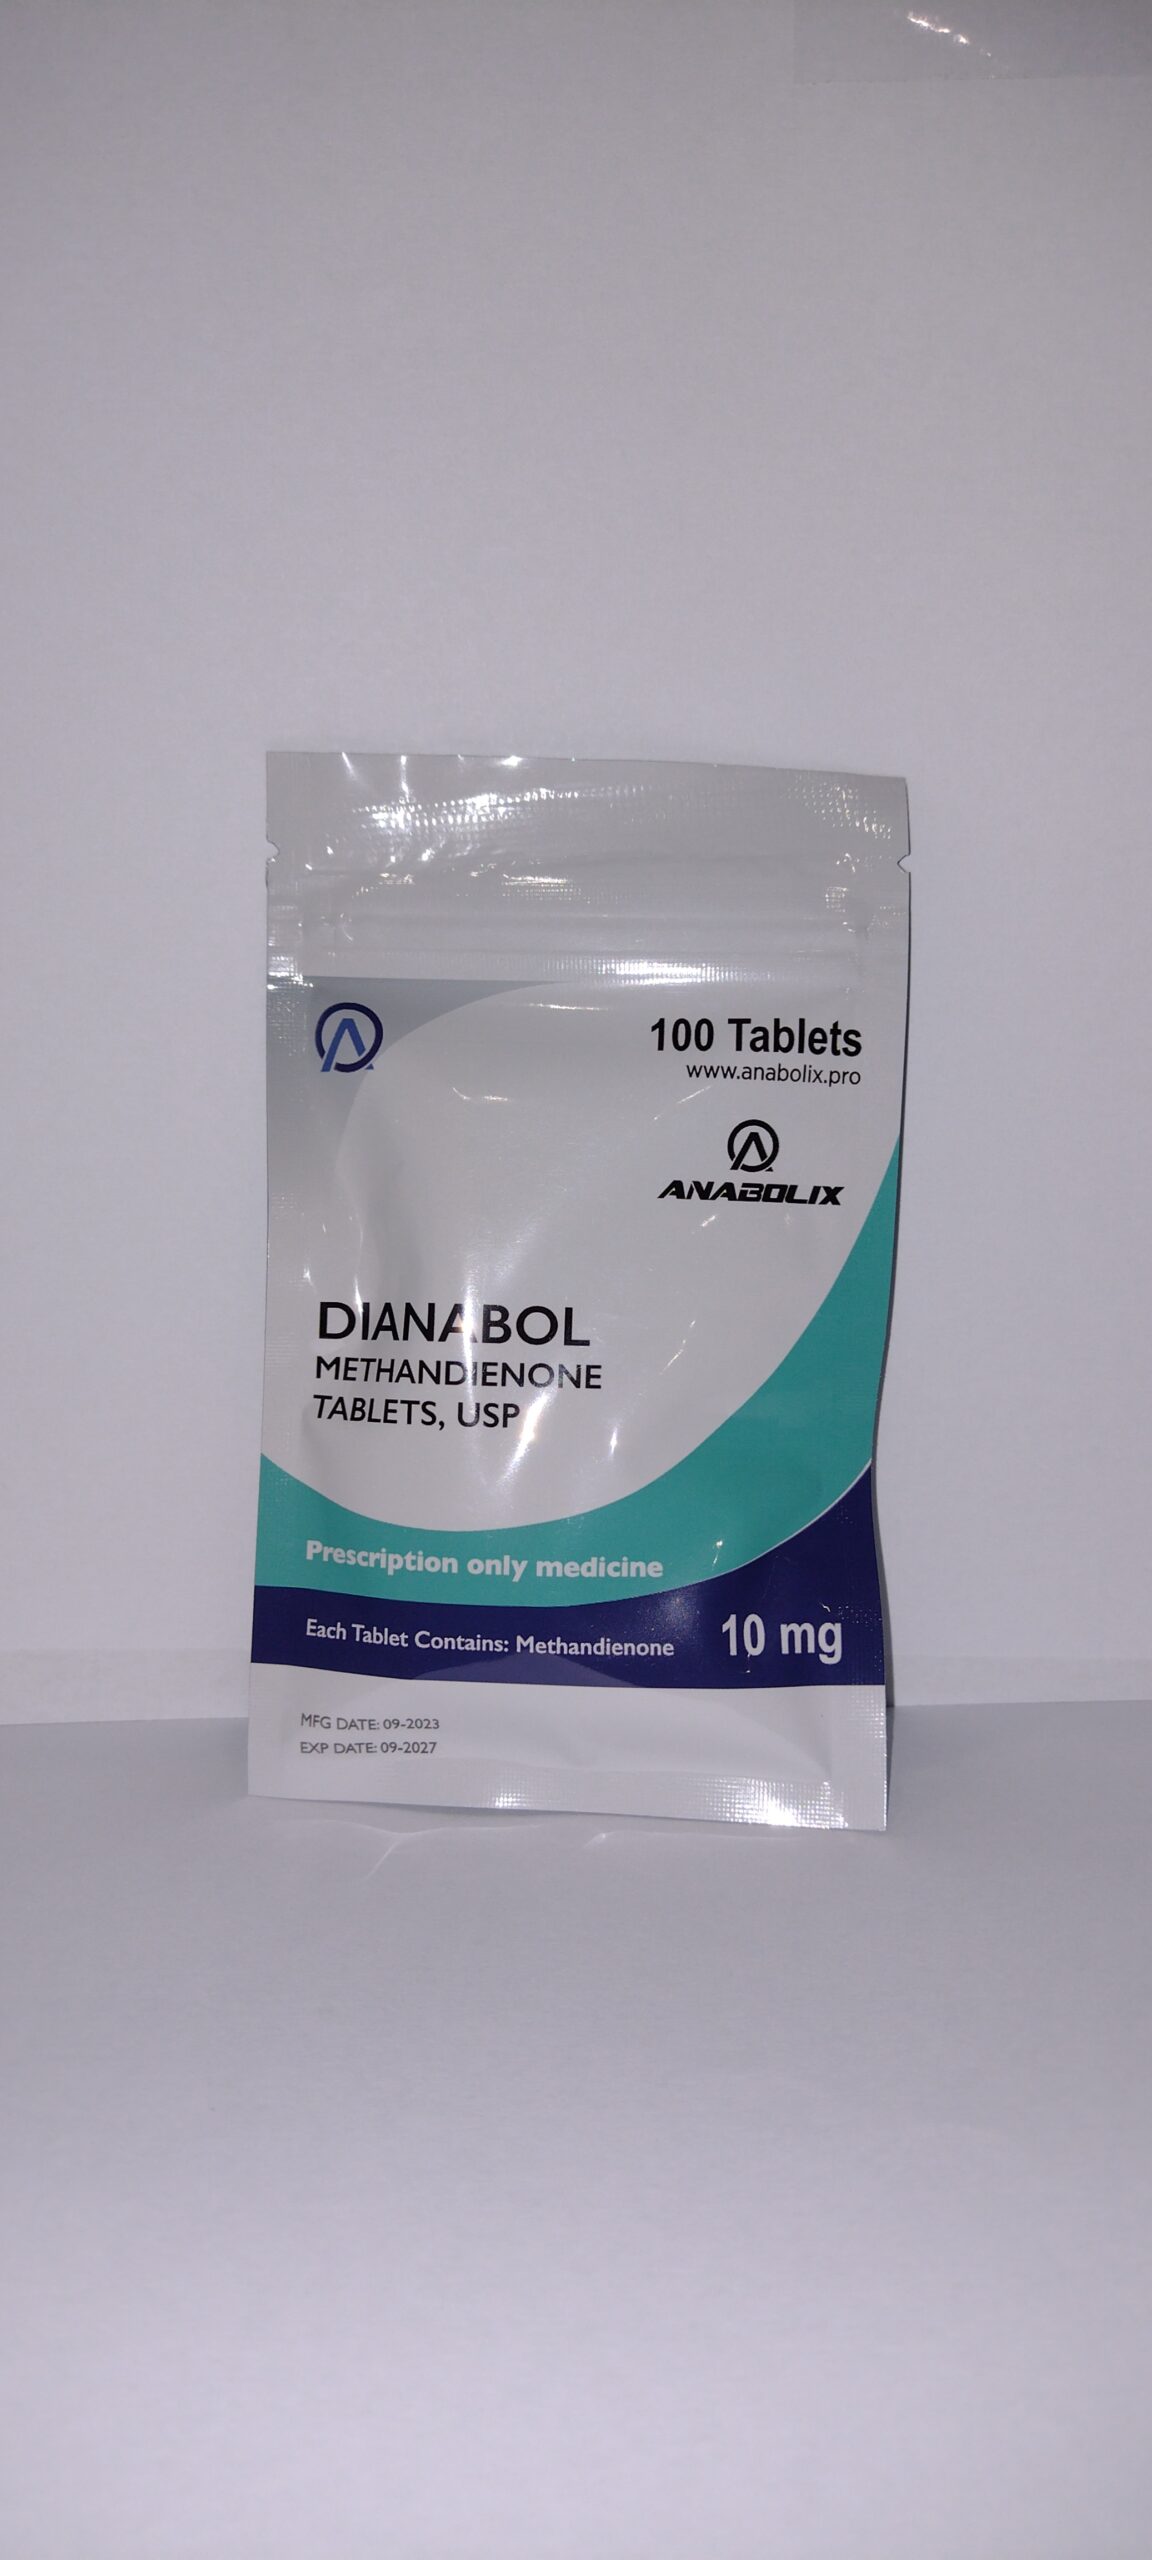 100 Tablets
www.anabolix.pro
ANABOLIX
DIANABOL
METHANDIENONE
TABLETS, USP
Prescription only medicine
Each Tablet Contains: Methandienone 10 mg
MFG DATE: 09-2023
EXP DATE: 09-2027